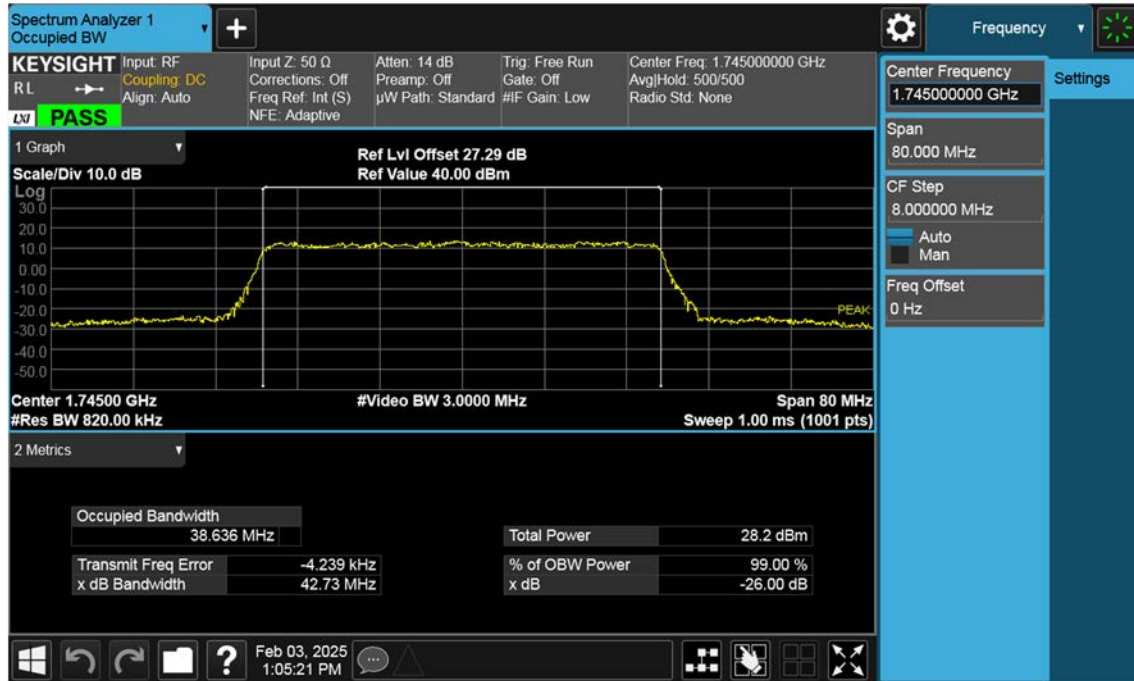 Spectrum Analyzer 1
Occupied BW
+
Frequency
KEYSIGHT
R L
LXI
PASS
Input: RF
Coupling: DC
Align: Auto
Input Z: 50 Ω
Corrections: Off
Freq Ref: Int (S)
NFE: Adaptive
Atten: 14 dB
Preamp: Off
µW Path: Standard
Trig: Free Run
Gate: Off
#IF Gain: Low
Center Freq: 1.745000000 GHz
Avg|Hold: 500/500
Radio Std: None
Center Frequency
1.745000000 GHz
Settings
Span
80.000 MHz
CF Step
8.000000 MHz
Auto
Man
Freq Offset
0 Hz
1 Graph
Scale/Div 10.0 dB
Ref Lvl Offset 27.29 dB
Ref Value 40.00 dBm
Log
30.0
20.0
10.0
0.00
-10.0
-20.0
-30.0
-40.0
-50.0
PEAK
Center 1.74500 GHz
#Video BW 3.0000 MHz
Span 80 MHz
#Res BW 820.00 kHz
Sweep 1.00 ms (1001 pts)
2 Metrics
Occupied Bandwidth
38.636 MHz
Total Power 28.2 dBm
Transmit Freq Error -4.239 kHz
% of OBW Power 99.00 %
x dB Bandwidth 42.73 MHz
x dB -26.00 dB
?
Feb 03, 2025
1:05:21 PM